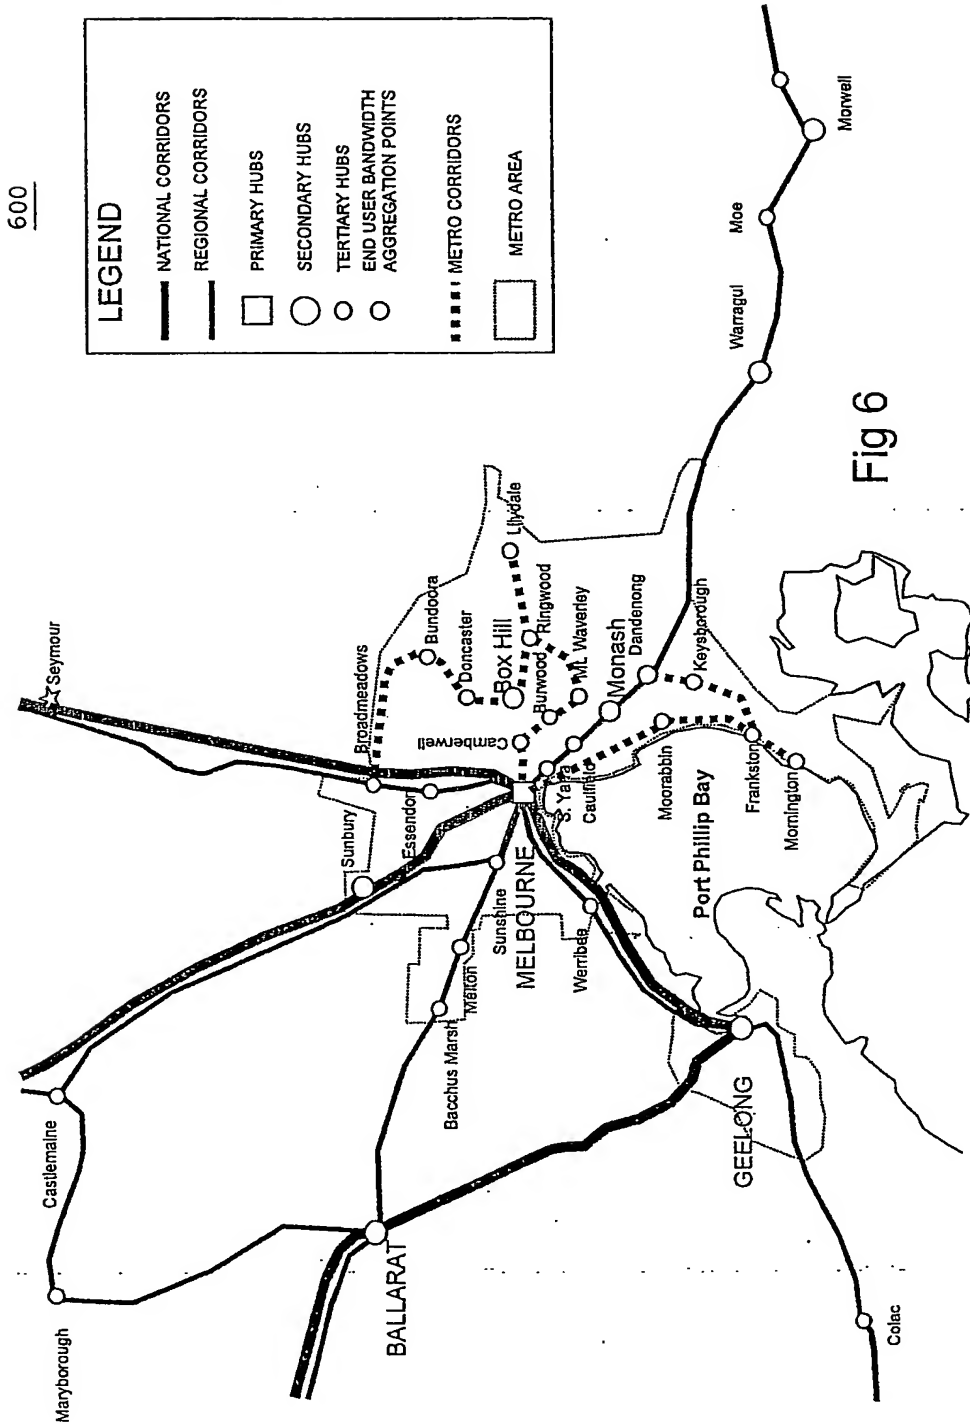 600
LEGEND
NATIONAL CORRIDORS
REGIONAL CORRIDORS
PRIMARY HUBS
SECONDARY HUBS
TERTIARY HUBS
END USER BANDWIDTH
AGGREGATION POINTS
METRO CORRIDORS
METRO AREA
Seymour
Broadmeadows
Bundoora
Doncaster
Box Hill
Lilydale
Ringwood
Burwood
Mt. Waverley
Camberwell
Monash
Dandenong
Keysborough
S. Yarra
Caulfield
Moorabbin
Frankston
Mornington
Port Phillip Bay
Warragul
Moe
Morwell
Sunbury
Essendon
Sunshine
MELBOURNE
Werribee
Melton
Bacchus Marsh
Castlemaine
Maryborough
BALLARAT
GEELONG
Colac
Fig 6